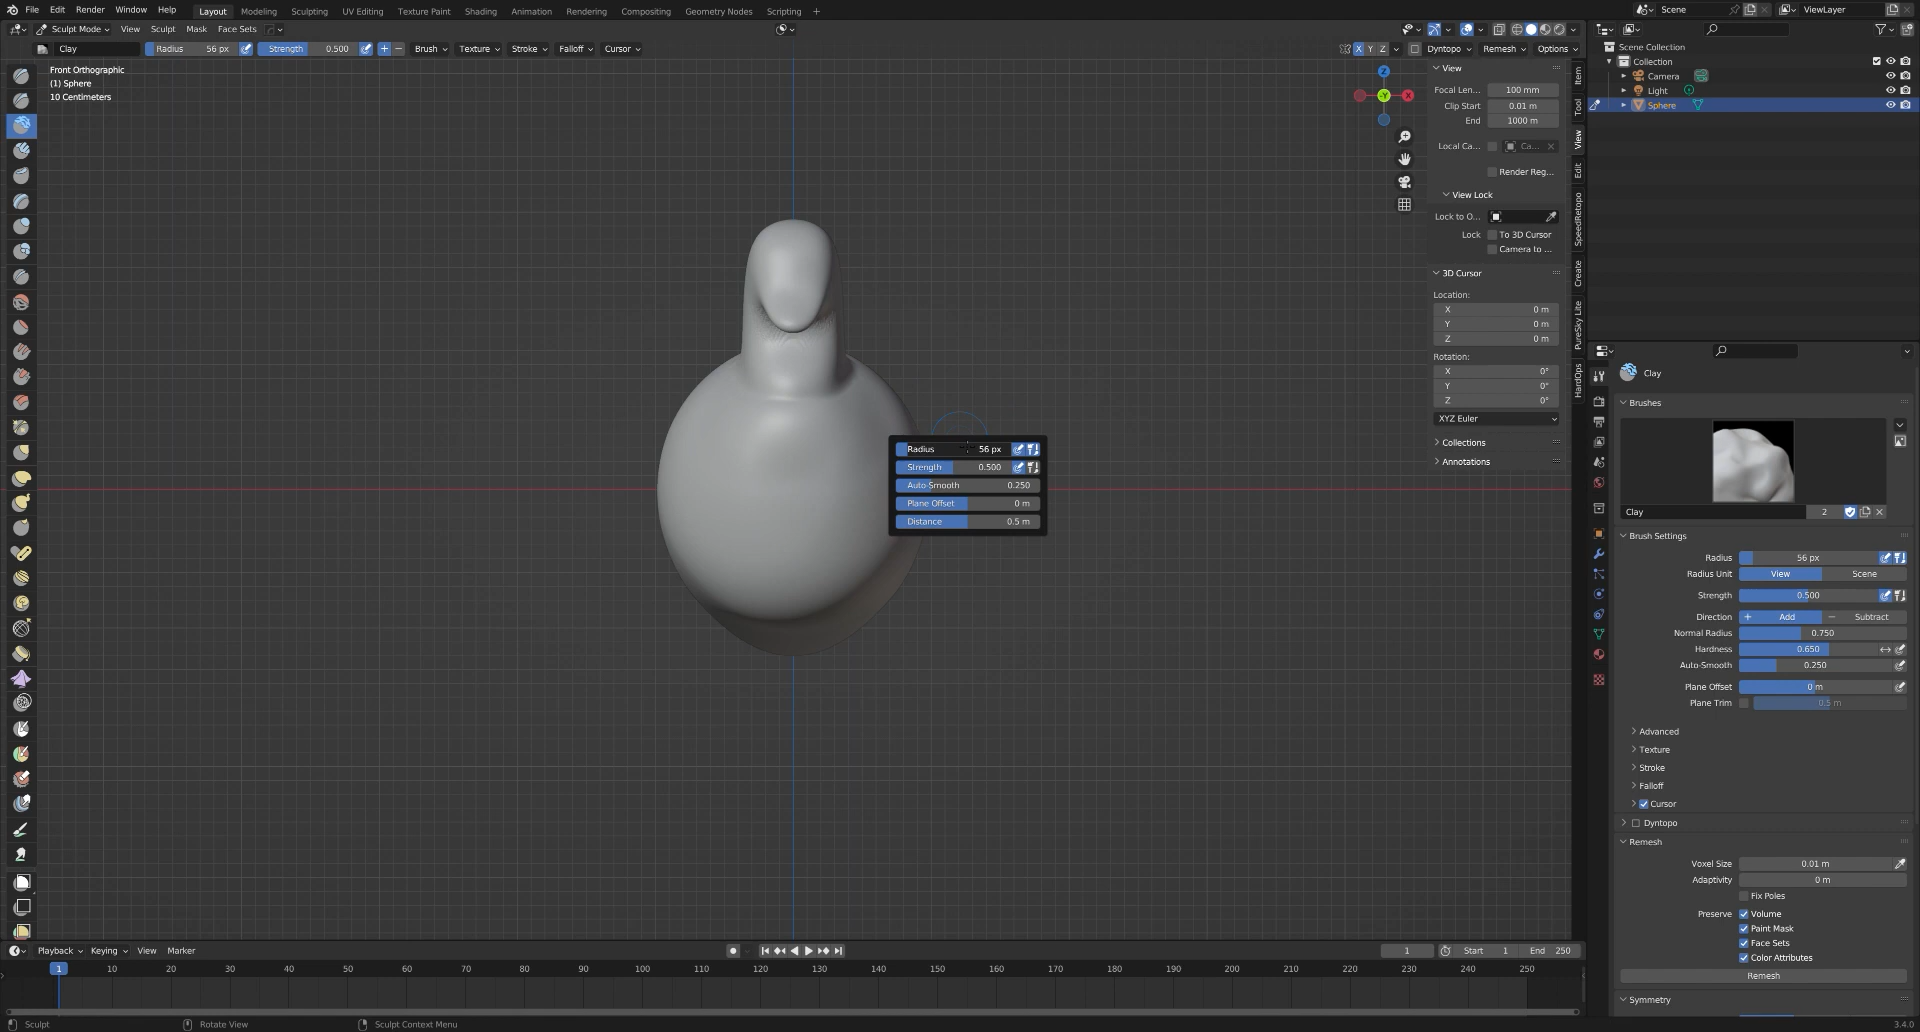 File Edit Render Window Help Layout Modeling Sculpting UV Editing Texture Paint Shading Animation Rendering Compositing Geometry Nodes Scripting + Scene ViewLayer
Sculpt Mode View Sculpt Mask Face Sets
Clay Radius 56 px Strength 0.500 Brush Texture Stroke Falloff Cursor X Y Z Dyntopo Remesh Options
Front Orthographic
(1) Sphere
10 Centimeters
Z
-Y
X
Radius 56 px
Strength 0.500
Auto-Smooth 0.250
Plane Offset 0 m
Distance 0.5 m
View
Focal Len... 100 mm
Clip Start 0.01 m
End 1000 m
Local Ca... Ca...
Render Reg...
View Lock
Lock to O...
Lock To 3D Cursor
Camera to ...
3D Cursor
Location:
X 0 m
Y 0 m
Z 0 m
Rotation:
X 0°
Y 0°
Z 0°
XYZ Euler
Collections
Annotations
Item
Tool
View
Edit
SpeedRetopo
Create
PureSky Lite
HardOps
Scene Collection
Collection
Camera
Light
Sphere
Clay
Brushes
Clay 2
Brush Settings
Radius 56 px
Radius Unit View Scene
Strength 0.500
Direction + Add − Subtract
Normal Radius 0.750
Hardness 0.650
Auto-Smooth 0.250
Plane Offset 0 m
Plane Trim 0.5 m
Advanced
Texture
Stroke
Falloff
Cursor
Dyntopo
Remesh
Voxel Size 0.01 m
Adaptivity 0 m
Fix Poles
Preserve Volume
Paint Mask
Face Sets
Color Attributes
Remesh
Symmetry
Playback Keying View Marker 1 Start 1 End 250
1 10 20 30 40 50 60 70 80 90 100 110 120 130 140 150 160 170 180 190 200 210 220 230 240 250
Sculpt Rotate View Sculpt Context Menu 3.4.0